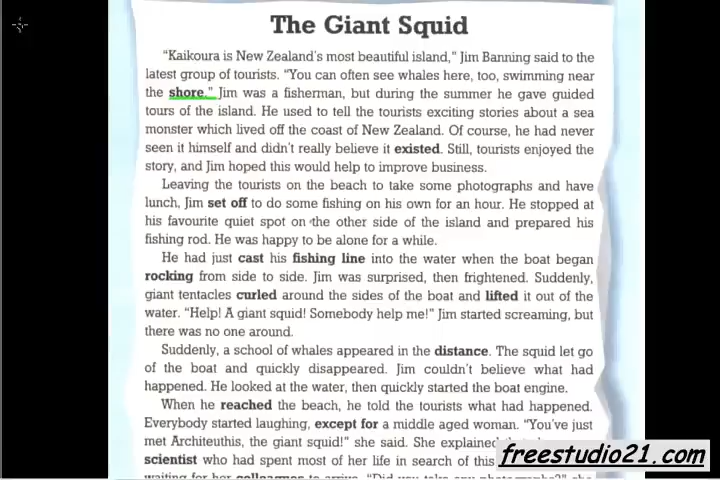 The Giant Squid
"Kaikoura is New Zealand's most beautiful island," Jim Banning said to the
latest group of tourists. "You can often see whales here, too, swimming near
the shore." Jim was a fisherman, but during the summer he gave guided
tours of the island. He used to tell the tourists exciting stories about a sea
monster which lived off the coast of New Zealand. Of course, he had never
seen it himself and didn't really believe it existed. Still, tourists enjoyed the
story, and Jim hoped this would help to improve business.
Leaving the tourists on the beach to take some photographs and have
lunch, Jim set off to do some fishing on his own for an hour. He stopped at
his favourite quiet spot on the other side of the island and prepared his
fishing rod. He was happy to be alone for a while.
He had just cast his fishing line into the water when the boat began
rocking from side to side. Jim was surprised, then frightened. Suddenly,
giant tentacles curled around the sides of the boat and lifted it out of the
water. "Help! A giant squid! Somebody help me!" Jim started screaming, but
there was no one around.
Suddenly, a school of whales appeared in the distance. The squid let go
of the boat and quickly disappeared. Jim couldn't believe what had
happened. He looked at the water, then quickly started the boat engine.
When he reached the beach, he told the tourists what had happened.
Everybody started laughing, except for a middle aged woman. "You've just
met Architeuthis, the giant squid!" she said. She explained
scientist who had spent most of her life in search of this
waiting for her colleagues to arrive. "Did you take any photographs?" she
freestudio21.com